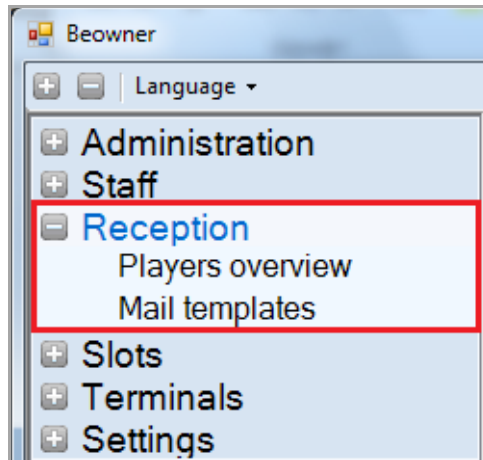 Beowner
Language
Administration
Staff
Reception
Players overview
Mail templates
Slots
Terminals
Settings